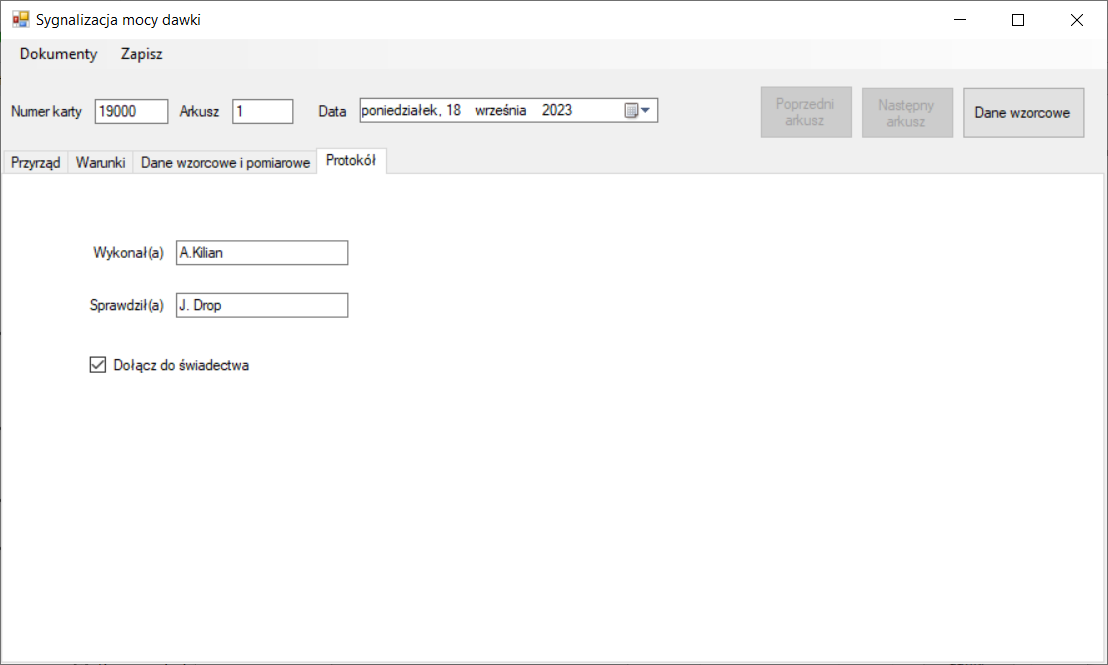 Sygnalizacja mocy dawki
Dokumenty Zapisz
Numer karty 19000 Arkusz 1 Data poniedziałek, 18 września 2023
Poprzedni
arkusz
Następny
arkusz
Dane wzorcowe
Przyrząd Warunki Dane wzorcowe i pomiarowe Protokół
Wykonał(a) A.Kilian
Sprawdził(a) J. Drop
Dołącz do świadectwa